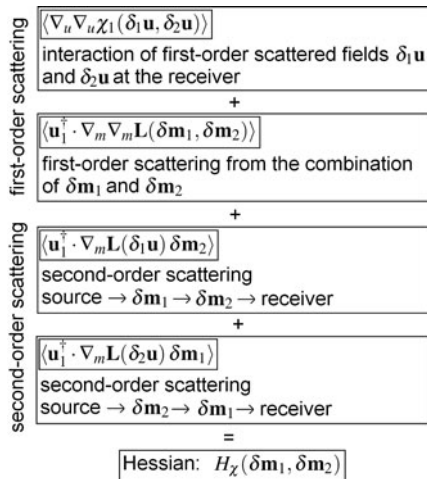 ⟨∇ᵤ∇ᵤχ₁(δ₁u, δ₂u)⟩
interaction of first-order scattered fields δ₁u
and δ₂u at the receiver
+
⟨u₁† · ∇ₘ∇ₘL(δm₁, δm₂)⟩
first-order scattering from the combination
of δm₁ and δm₂
first-order scattering
+
⟨u₁† · ∇ₘL(δ₁u) δm₂⟩
second-order scattering
source → δm₁ → δm₂ → receiver
+
⟨u₁† · ∇ₘL(δ₂u) δm₁⟩
second-order scattering
source → δm₂ → δm₁ → receiver
second-order scattering
=
Hessian: Hᵪ(δm₁, δm₂)